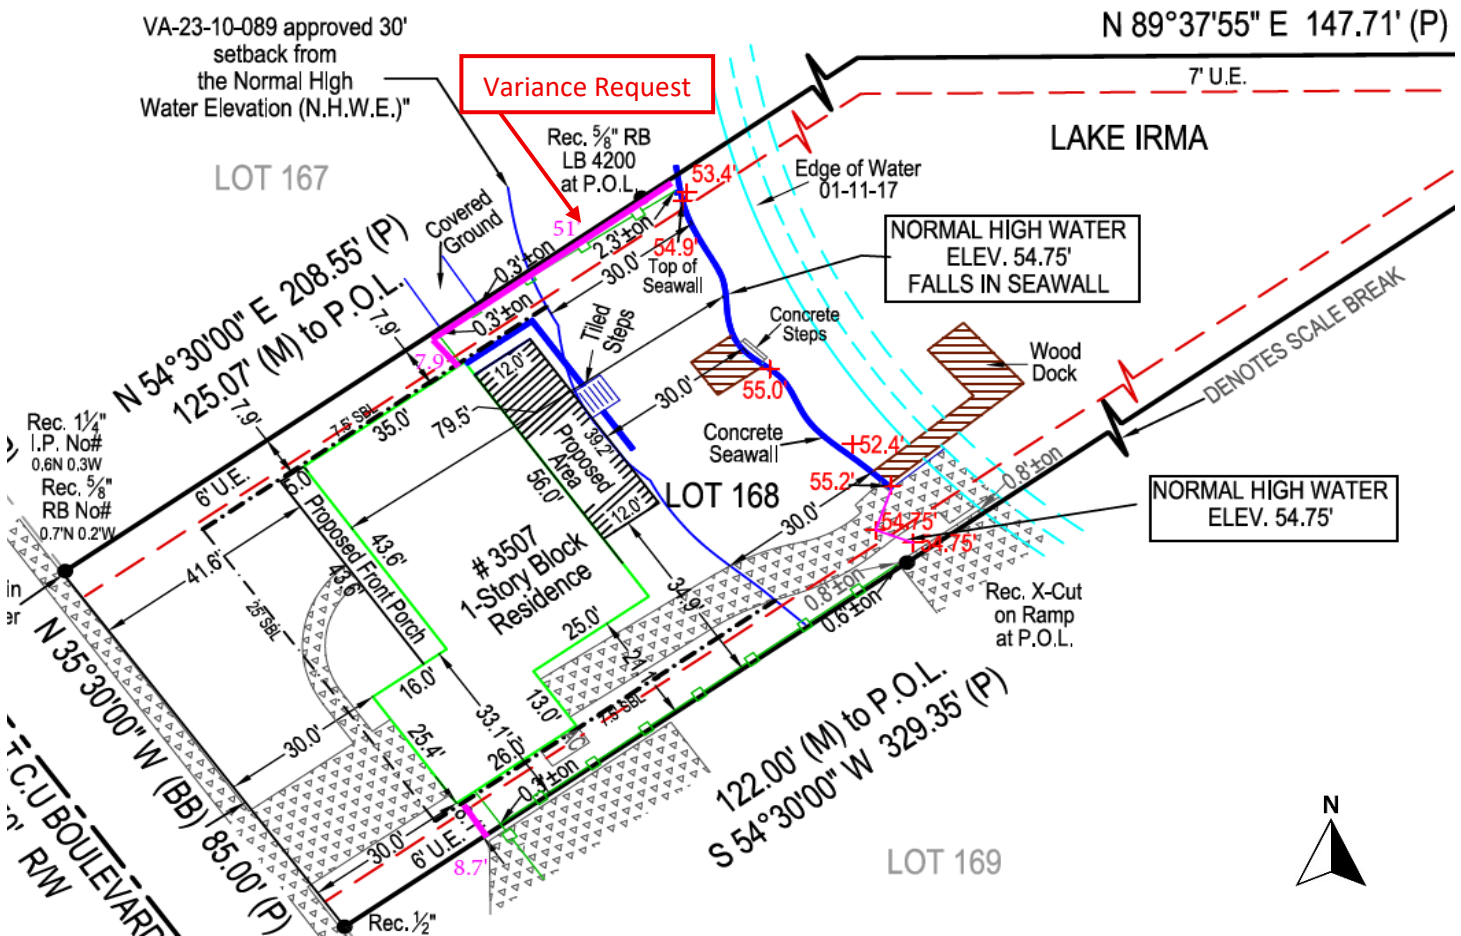 VA-23-10-089 approved 30'
setback from
the Normal High
Water Elevation (N.H.W.E.)"
Variance Request
N 89°37'55" E 147.71' (P)
7' U.E.
LAKE IRMA
LOT 167
Rec. 5/8" RB
LB 4200
at P.O.L.
53.4'
Edge of Water
01-11-17
Covered
Ground
51'
0.3'±on
2.3'±on
30.0'
54.9'
Top of
Seawall
NORMAL HIGH WATER
ELEV. 54.75'
FALLS IN SEAWALL
N 54°30'00" E 208.55' (P)
125.07' (M) to P.O.L.
7.9'
0.3'±on
Tiled
Steps
Concrete
Steps
DENOTES SCALE BREAK
7.9'
12.0'
30.0'
55.0'
Wood
Dock
Rec. 1¼"
I.P. No#
0.6N 0.3W
Rec. 5/8"
RB No#
0.7'N 0.2'W
7.9'
7.5' SBL
35.0'
79.5'
39.2'
Proposed
Area
Concrete
Seawall
52.4'
6' U.E.
5.0'
56.0'
12.0'
LOT 168
55.2'
0.8'±on
NORMAL HIGH WATER
ELEV. 54.75'
Proposed Front Porch
43.6'
43.6'
41.6'
# 3507
1-Story Block
Residence
30.0'
54.75'
54.75'
in
er
25' SBL
34.9'
0.8'±on
0.6'±on
Rec. X-Cut
on Ramp
at P.O.L.
N 35°30'00" W (BB) 85.00' (P)
25.0'
16.0'
13.0'
7.5' SBL
30.0'
25.4'
33.1'
26.0'
AC
0.3'±on
122.00' (M) to P.O.L.
S 54°30'00" W 329.35' (P)
30.0'
6' U.E.
8.7'
T.C.U BOULEVARD
R/W
LOT 169
N
Rec. ½"